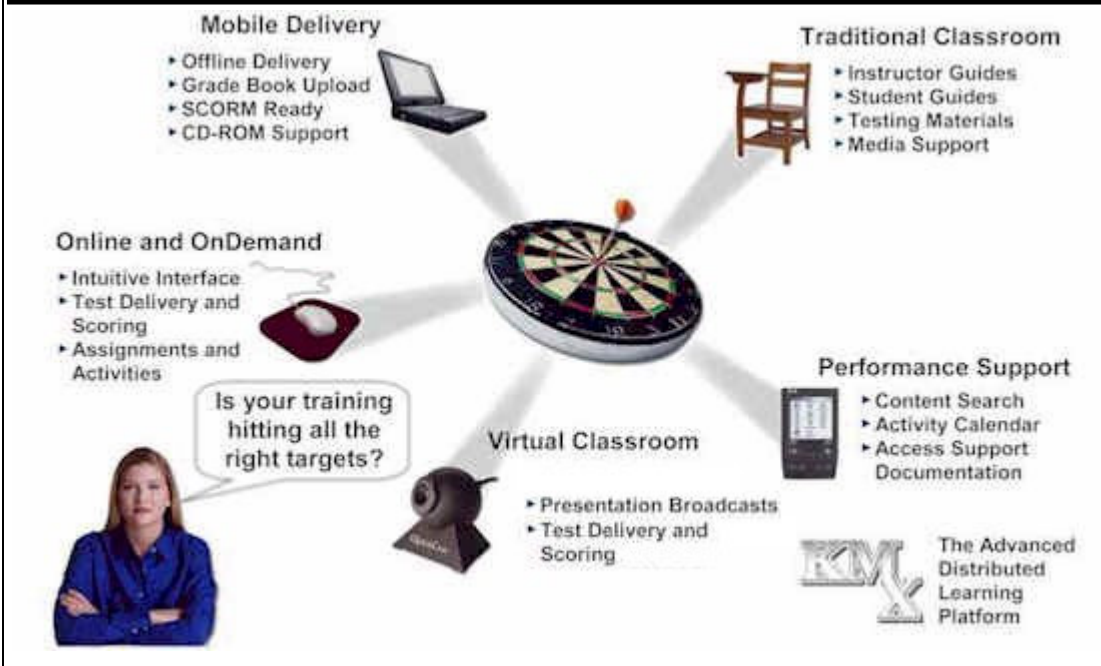 Mobile Delivery
Offline Delivery
Grade Book Upload
SCORM Ready
CD-ROM Support
Traditional Classroom
Instructor Guides
Student Guides
Testing Materials
Media Support
Online and OnDemand
Intuitive Interface
Test Delivery and
Scoring
Assignments and
Activities
Is your training
hitting all the
right targets?
Virtual Classroom
Presentation Broadcasts
Test Delivery and
Scoring
Performance Support
Content Search
Activity Calendar
Access Support
Documentation
KMX
The Advanced
Distributed
Learning
Platform